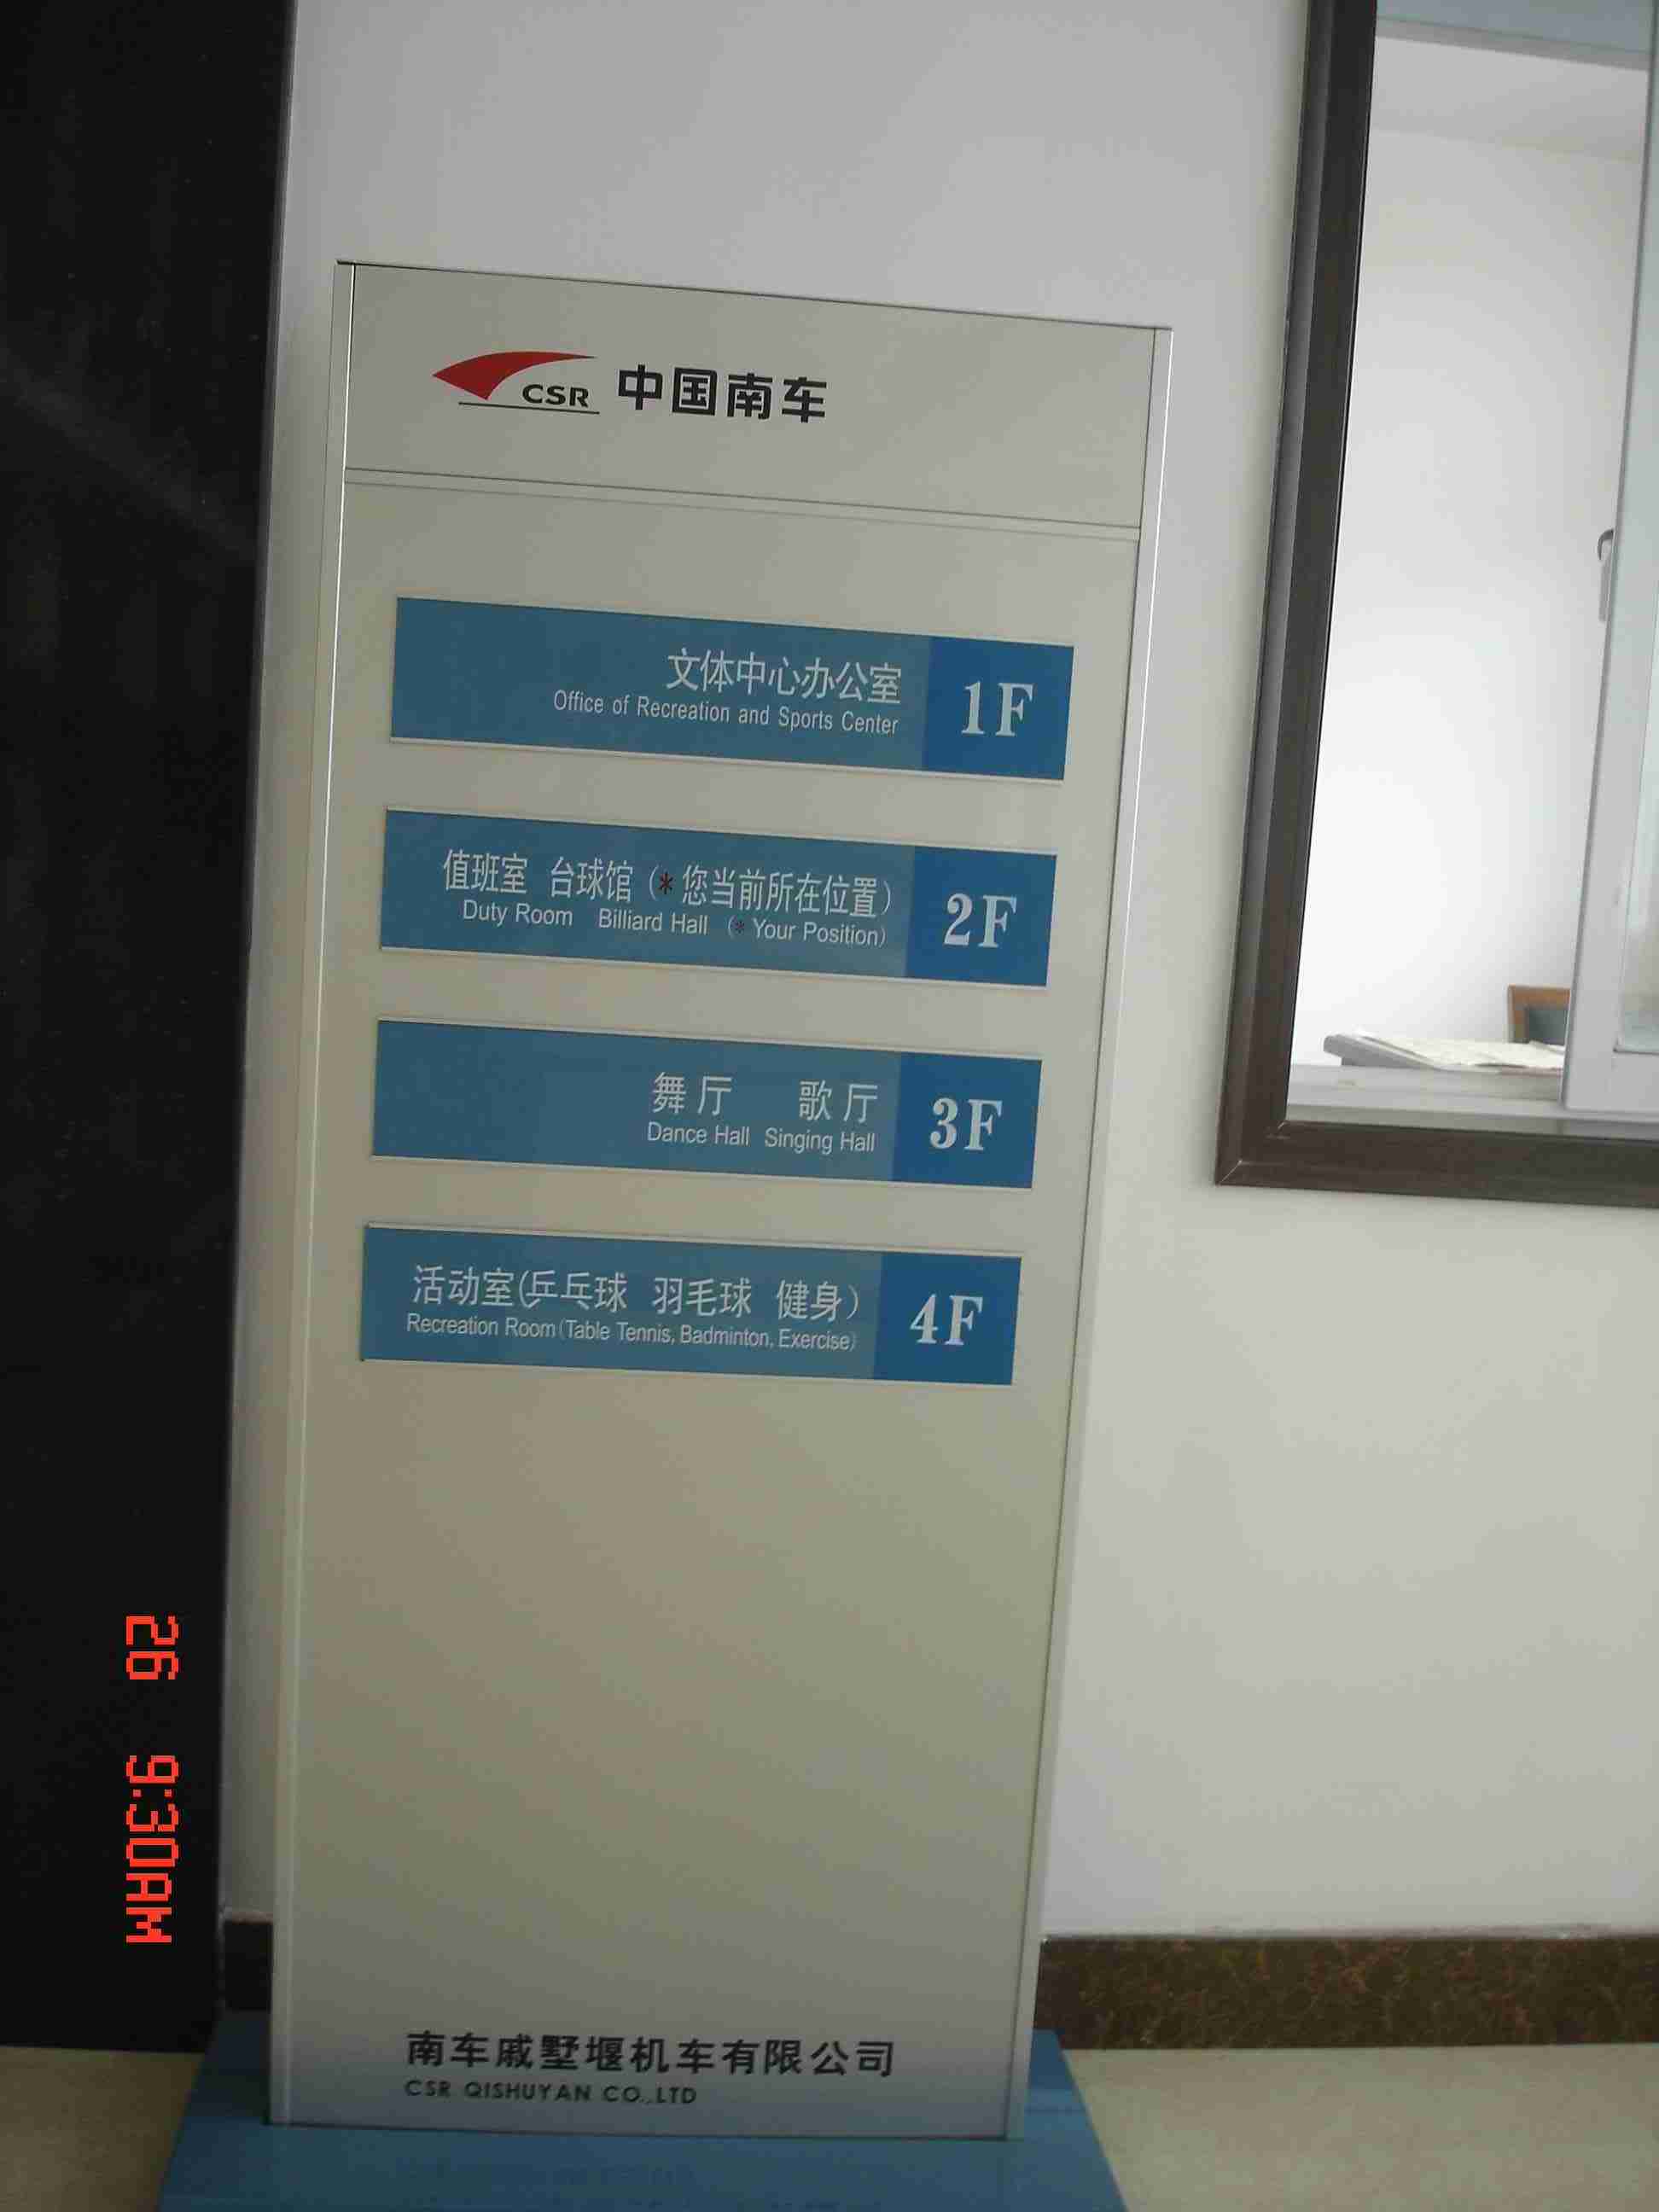 CSR 中国南车
文体中心办公室 1F
Office of Recreation and Sports Center
值班室 台球馆 (* 您当前所在位置) 2F
Duty Room Billiard Hall (* Your Position)
舞厅 歌厅 3F
Dance Hall Singing Hall
活动室(乒乓球 羽毛球 健身) 4F
Recreation Room (Table Tennis, Badminton, Exercise)
南车戚墅堰机车有限公司
CSR QISHUYAN CO.,LTD
26 9:30AM